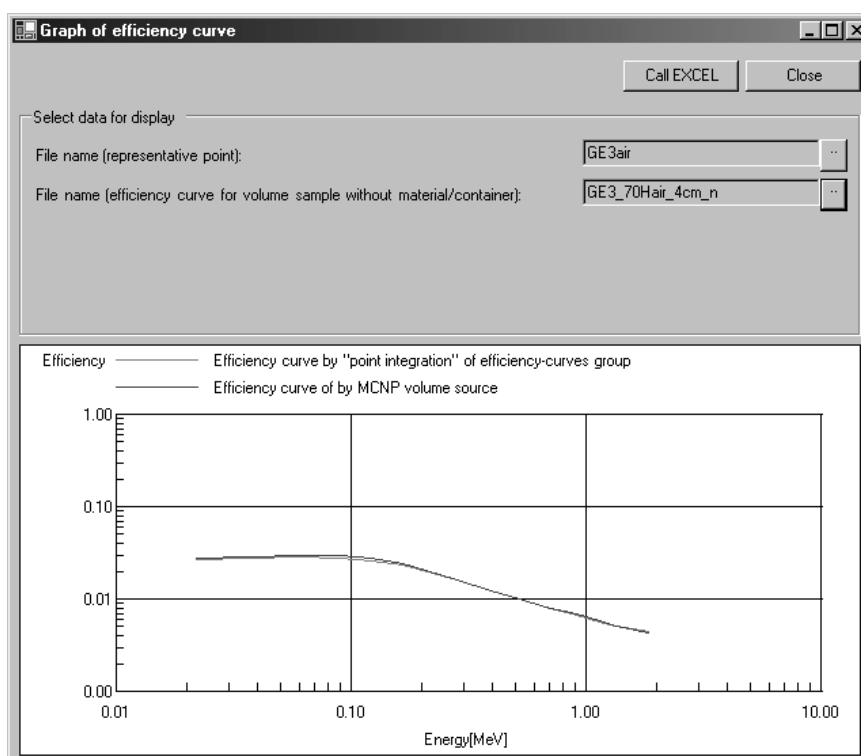 Graph of efficiency curve
Call EXCEL Close
Select data for display
File name (representative point): GE3air ..
File name (efficiency curve for volume sample without material/container): GE3_70Hair_4cm_n ..
Efficiency Efficiency curve by "point integration" of efficiency-curves group
Efficiency curve of by MCNP volume source
1.00
0.10
0.01
0.00
0.01 0.10 1.00 10.00
Energy[MeV]